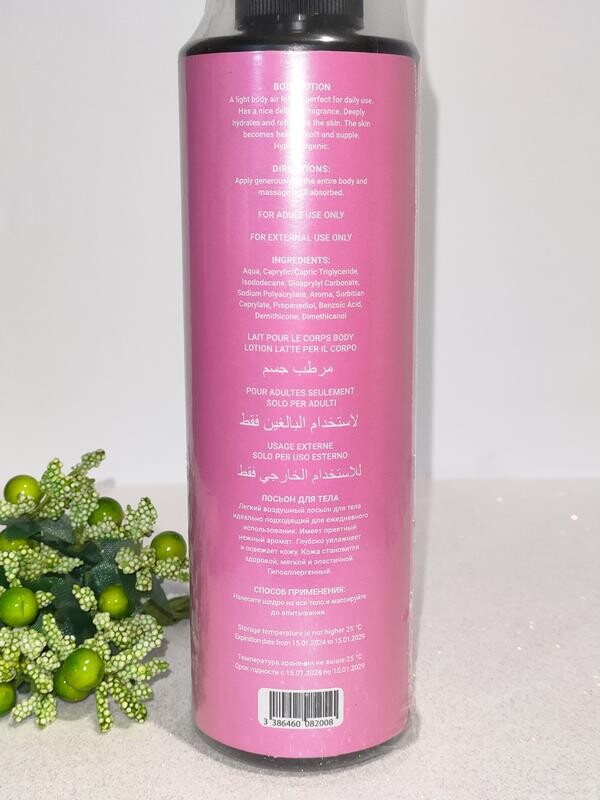 BODY LOTION
A light body air lotion perfect for daily use.
Has a nice delicate fragrance. Deeply
hydrates and refreshes the skin. The skin
becomes healthy, soft and supple.
Hypoallergenic.
DIRECTIONS:
Apply generously to the entire body and
massage until absorbed.
FOR ADULT USE ONLY
FOR EXTERNAL USE ONLY
INGREDIENTS:
Aqua, Caprylic/Capric Triglyceride,
Isododecane, Dioaprylyl Carbonate,
Sodium Polyacrylate, Aroma, Sorbitian
Caprylate, Propanediol, Benzoic Acid,
Demithicone, Dimethicanol
LAIT POUR LE CORPS BODY
LOTION LATTE PER IL CORPO
مرطب جسم
POUR ADULTES SEULEMENT
SOLO PER ADULTI
لاستخدام البالغين فقط
USAGE EXTERNE
SOLO PER USO ESTERNO
للاستخدام الخارجي فقط
ЛОСЬОН ДЛЯ ТЕЛА
Легкий воздушный лосьон для тела
идеально подходящий для ежедневного
использования. Имеет приятный
нежный аромат. Глубоко увлажняет
и освежает кожу. Кожа становится
здоровой, мягкой и эластичной.
Гипоаллергенный.
СПОСОБ ПРИМЕНЕНИЯ:
Нанесите щедро на все тело и массируйте
до впитывания.
Storage temperature is not higher 25 °C
Expiration date from 15.01.2024 to 15.01.2029
Температура хранения не выше 25 °C
Срок годности с 15.01.2024 по 15.01.2029
3 386460 082008